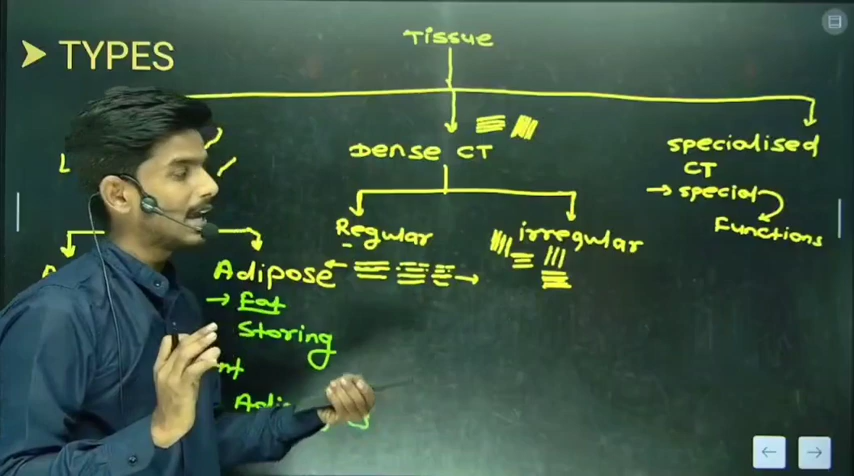 TYPES
Tissue
Dense CT
specialised
CT
→ special
Functions
L
Regular
irregular
Adipose
→ Fat
Storing